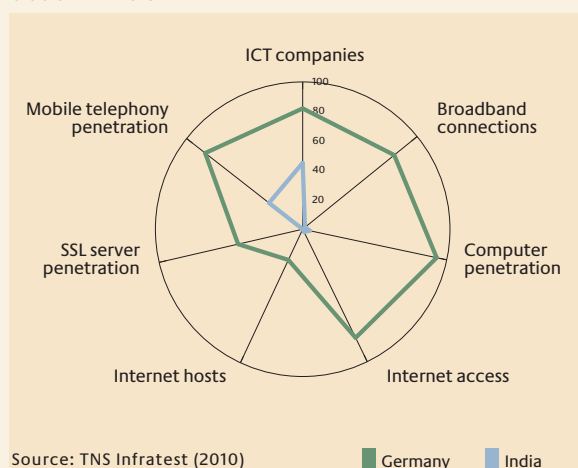 ICT companies
100
80
60
40
20
Mobile telephony
penetration
Broadband
connections
SSL server
penetration
Computer
penetration
Internet hosts
Internet access
Source: TNS Infratest (2010)
Germany
India